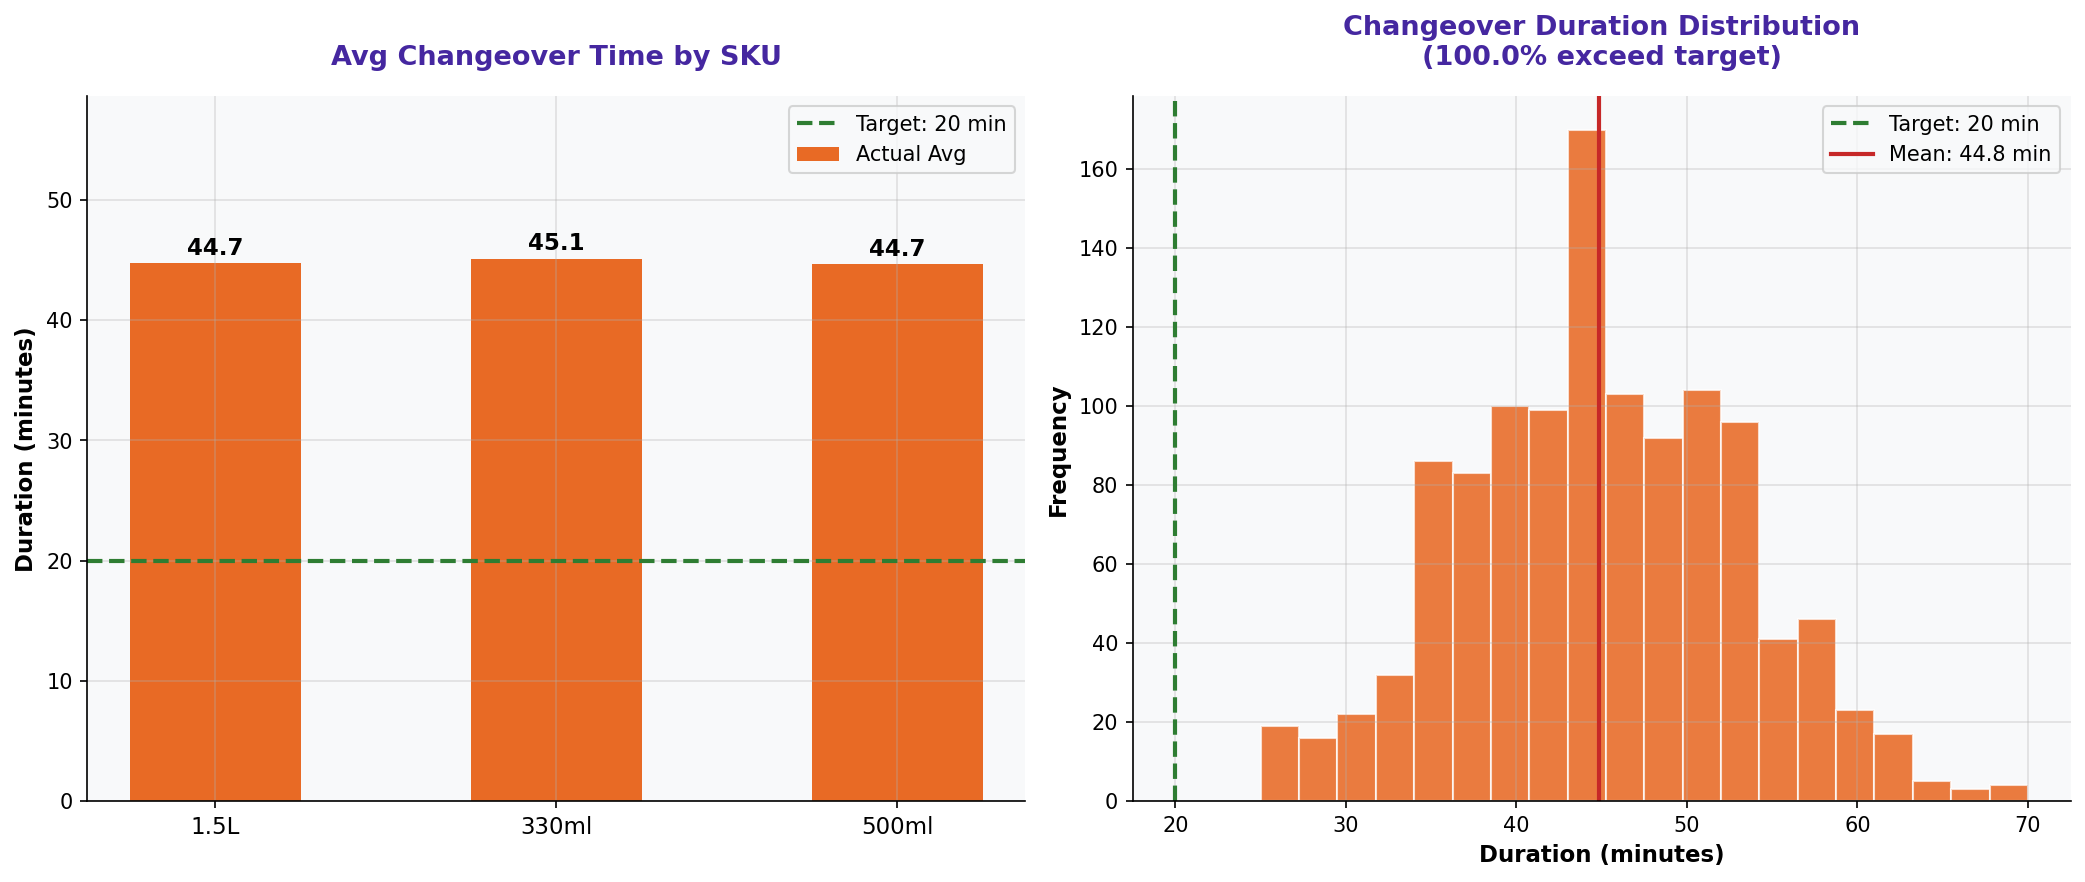 Avg Changeover Time by SKU
Target: 20 min
Actual Avg
Duration (minutes)
50
40
30
20
10
0
44.7
45.1
44.7
1.5L
330ml
500ml
Changeover Duration Distribution
(100.0% exceed target)
Target: 20 min
Mean: 44.8 min
Frequency
160
140
120
100
80
60
40
20
0
20
30
40
50
60
70
Duration (minutes)